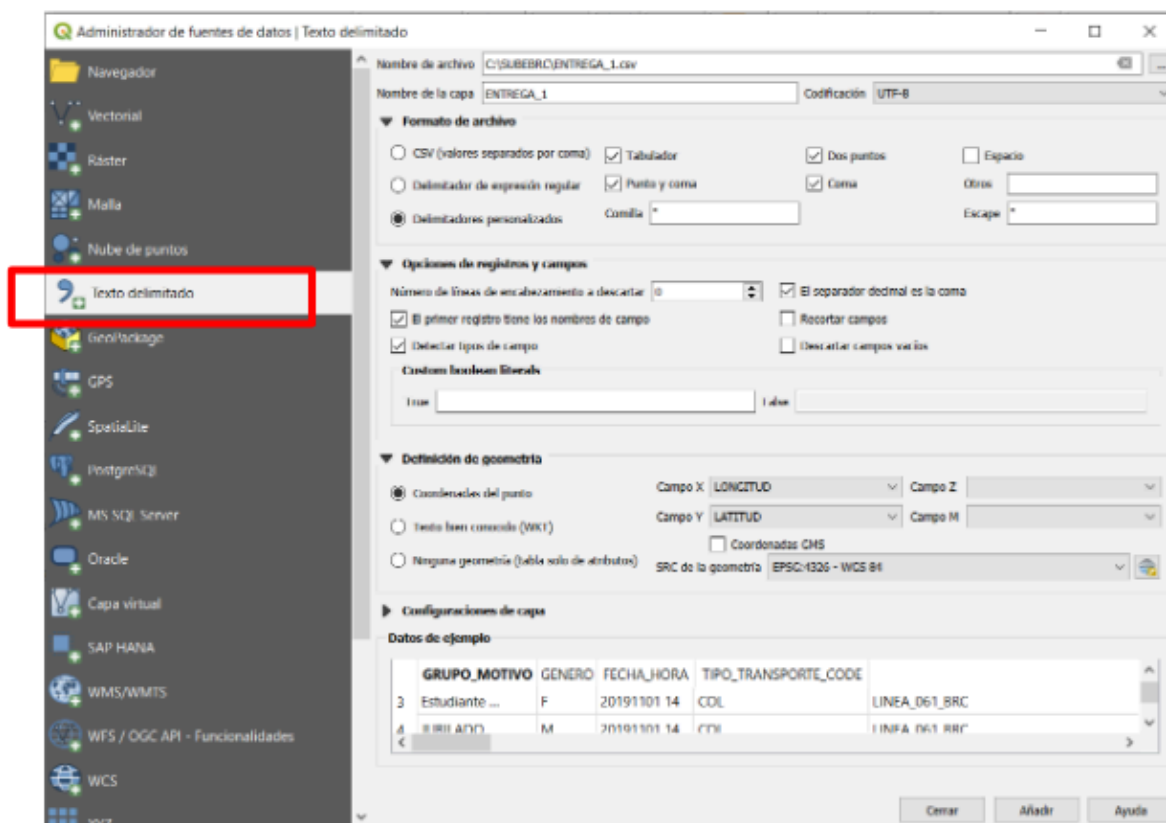 Administrador de fuentes de datos | Texto delimitado
Navegador
Vectorial
Ráster
Malla
Nube de puntos
Texto delimitado
GeoPackage
GPS
SpatiaLite
PostgreSQL
MS SQL Server
Oracle
Capa virtual
SAP HANA
WMS/WMTS
WFS / OGC API - Funcionalidades
WCS
XYZ
Nombre de archivo C:\SUBEBRC\ENTREGA_1.csv
Nombre de la capa ENTREGA_1 Codificación UTF-8
Formato de archivo
CSV (valores separados por coma) Tabulador Dos puntos Espacio
Delimitador de expresión regular Punto y coma Coma Otros
Delimitadores personalizados Comilla " Escape "
Opciones de registros y campos
Número de líneas de encabezamiento a descartar 0 El separador decimal es la coma
El primer registro tiene los nombres de campo Recortar campos
Detectar tipos de campo Descartar campos vacíos
Custom boolean literals
True False
Definición de geometría
Coordenadas del punto Campo X LONGITUD Campo Z
Campo Y LATITUD Campo M
Texto bien conocido (WKT)
Coordenadas GMS
Ninguna geometría (tabla solo de atributos) SRC de la geometría EPSG:4326 - WGS 84
Configuraciones de capa
Datos de ejemplo
GRUPO_MOTIVO GENERO FECHA_HORA TIPO_TRANSPORTE_CODE
3 Estudiante ... F 20191101 14 COL LINEA_061_BRC
4 JUBILADO M 20191101 14 COL LINEA_061_BRC
Cerrar Añadir Ayuda